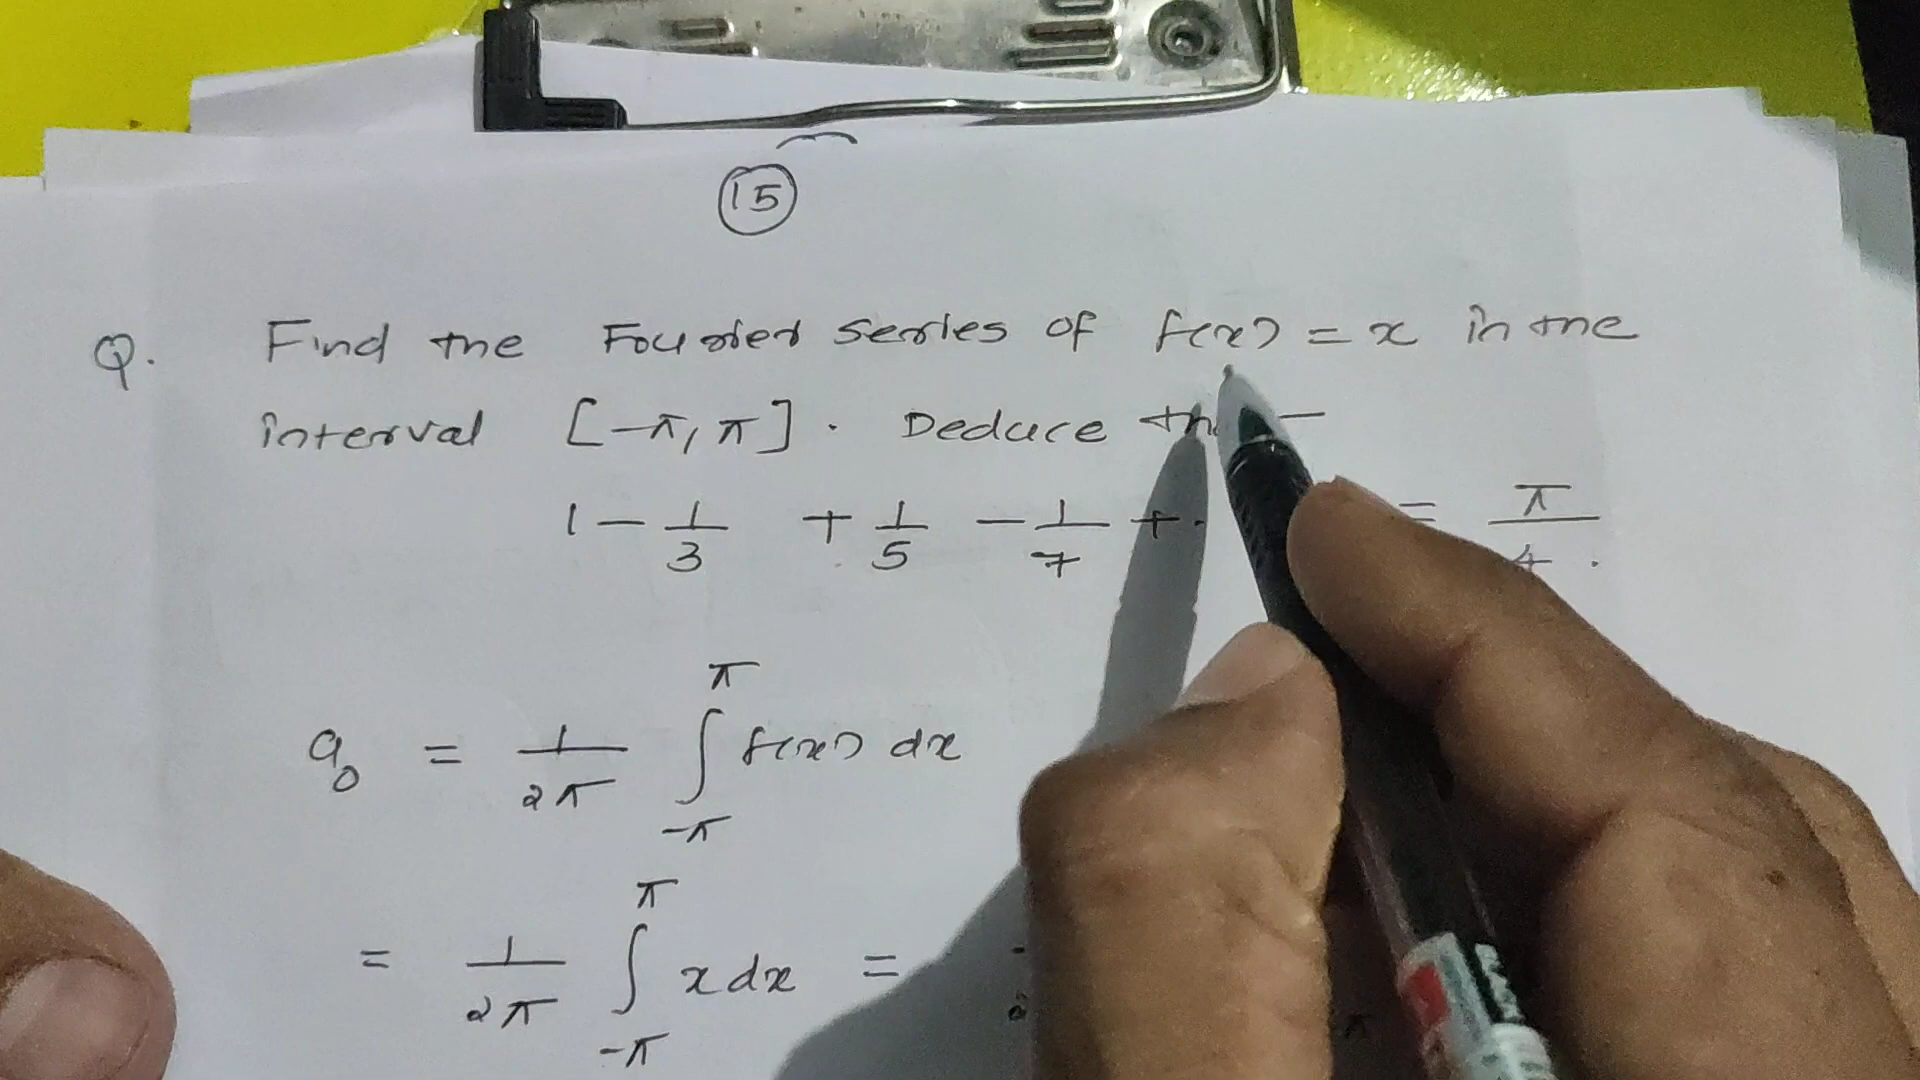 15
Q. Find the Fourier series of f(x) = x in the
interval [-π, π]. Deduce
1 - 1/3 + 1/5 - 1/7 + = π/4.
a₀ = 1/2π ∫_{-π}^{π} f(x) dx
= 1/2π ∫_{-π}^{π} x dx =